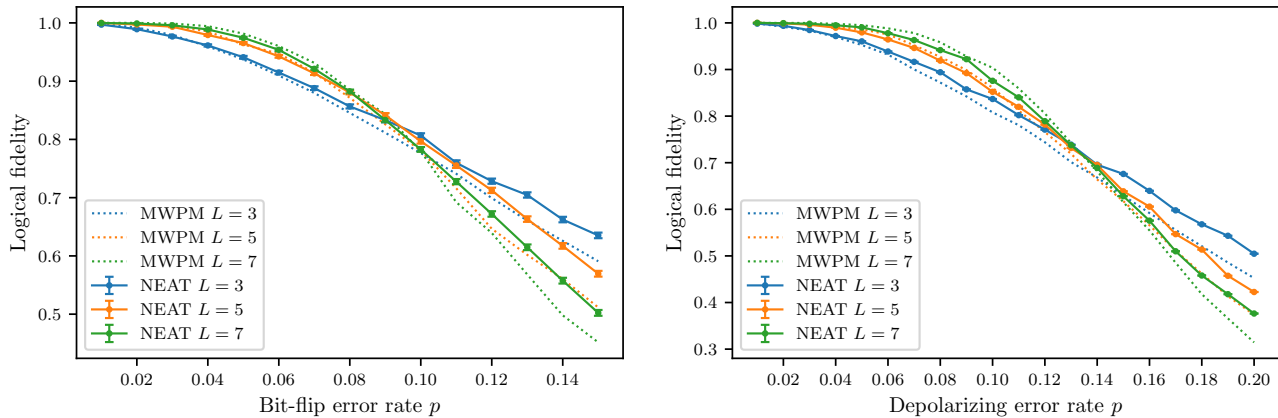 1.0
0.9
0.8
0.7
0.6
0.5
Logical fidelity
MWPM L = 3
MWPM L = 5
MWPM L = 7
NEAT L = 3
NEAT L = 5
NEAT L = 7
0.02 0.04 0.06 0.08 0.10 0.12 0.14
Bit-flip error rate p
1.0
0.9
0.8
0.7
0.6
0.5
0.4
0.3
Logical fidelity
MWPM L = 3
MWPM L = 5
MWPM L = 7
NEAT L = 3
NEAT L = 5
NEAT L = 7
0.02 0.04 0.06 0.08 0.10 0.12 0.14 0.16 0.18 0.20
Depolarizing error rate p